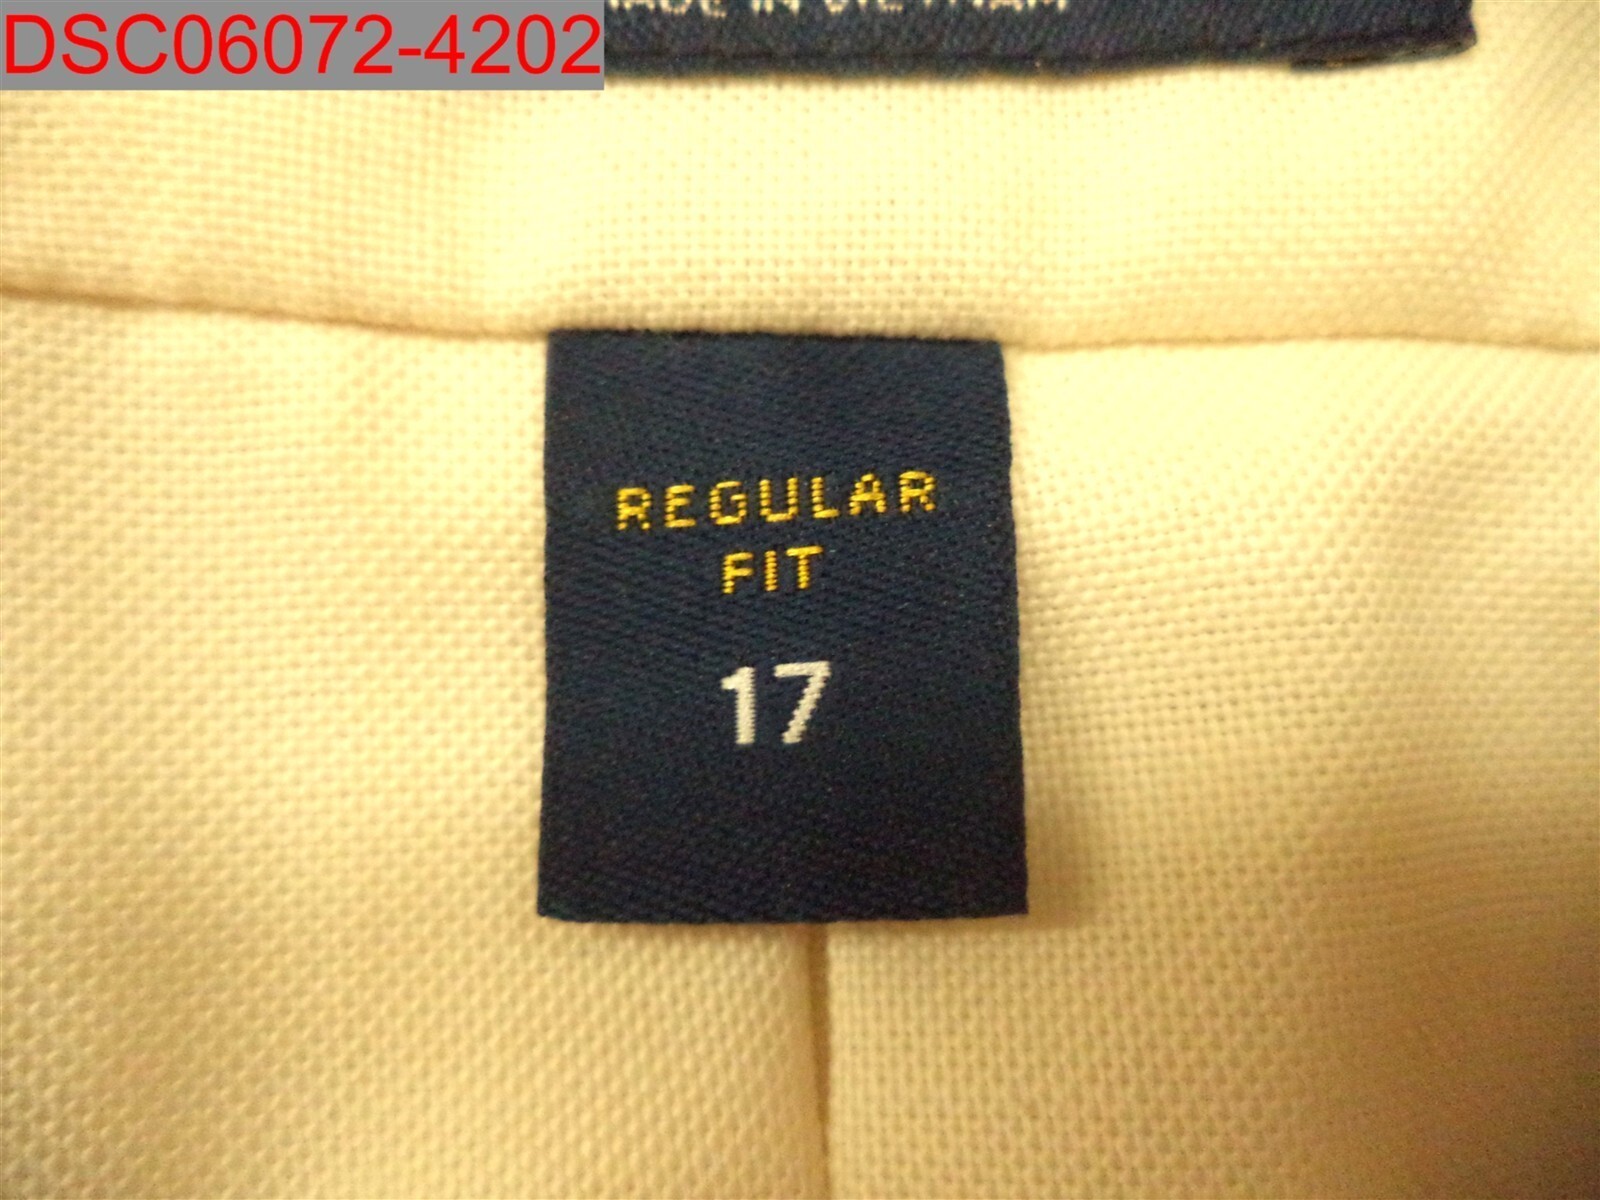 DSC06072-4202
MADE IN VIETNAM
REGULAR
FIT
17